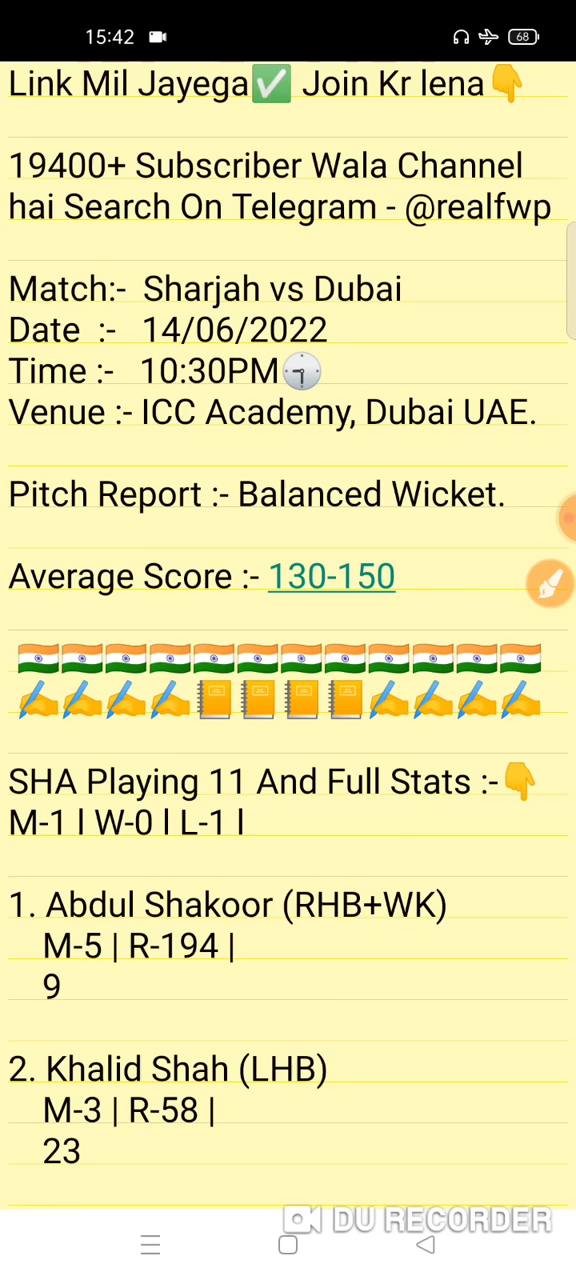 15:42
68
Link Mil Jayega✅ Join Kr lena👇
19400+ Subscriber Wala Channel
hai Search On Telegram - @realfwp
Match:- Sharjah vs Dubai
Date :- 14/06/2022
Time :- 10:30PM🕤
Venue :- ICC Academy, Dubai UAE.
Pitch Report :- Balanced Wicket.
Average Score :- 130-150
🇮🇳🇮🇳🇮🇳🇮🇳🇮🇳🇮🇳🇮🇳🇮🇳🇮🇳🇮🇳🇮🇳🇮🇳
✍️✍️✍️✍️📒📒📒📒✍️✍️✍️✍️
SHA Playing 11 And Full Stats :-👇
M-1 | W-0 | L-1 |
1. Abdul Shakoor (RHB+WK)
M-5 | R-194 |
9
2. Khalid Shah (LHB)
M-3 | R-58 |
23
DU RECORDER